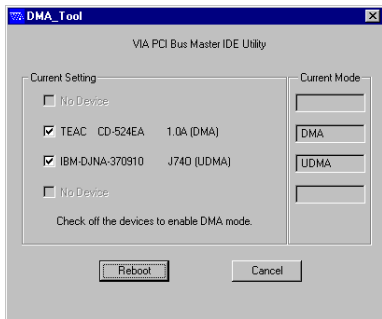 DMA_Tool
VIA PCI Bus Master IDE Utility
Current Setting
Current Mode
No Device
TEAC CD-524EA 1.0A (DMA)
DMA
IBM-DJNA-370910 J74O (UDMA)
UDMA
No Device
Check off the devices to enable DMA mode.
Reboot
Cancel